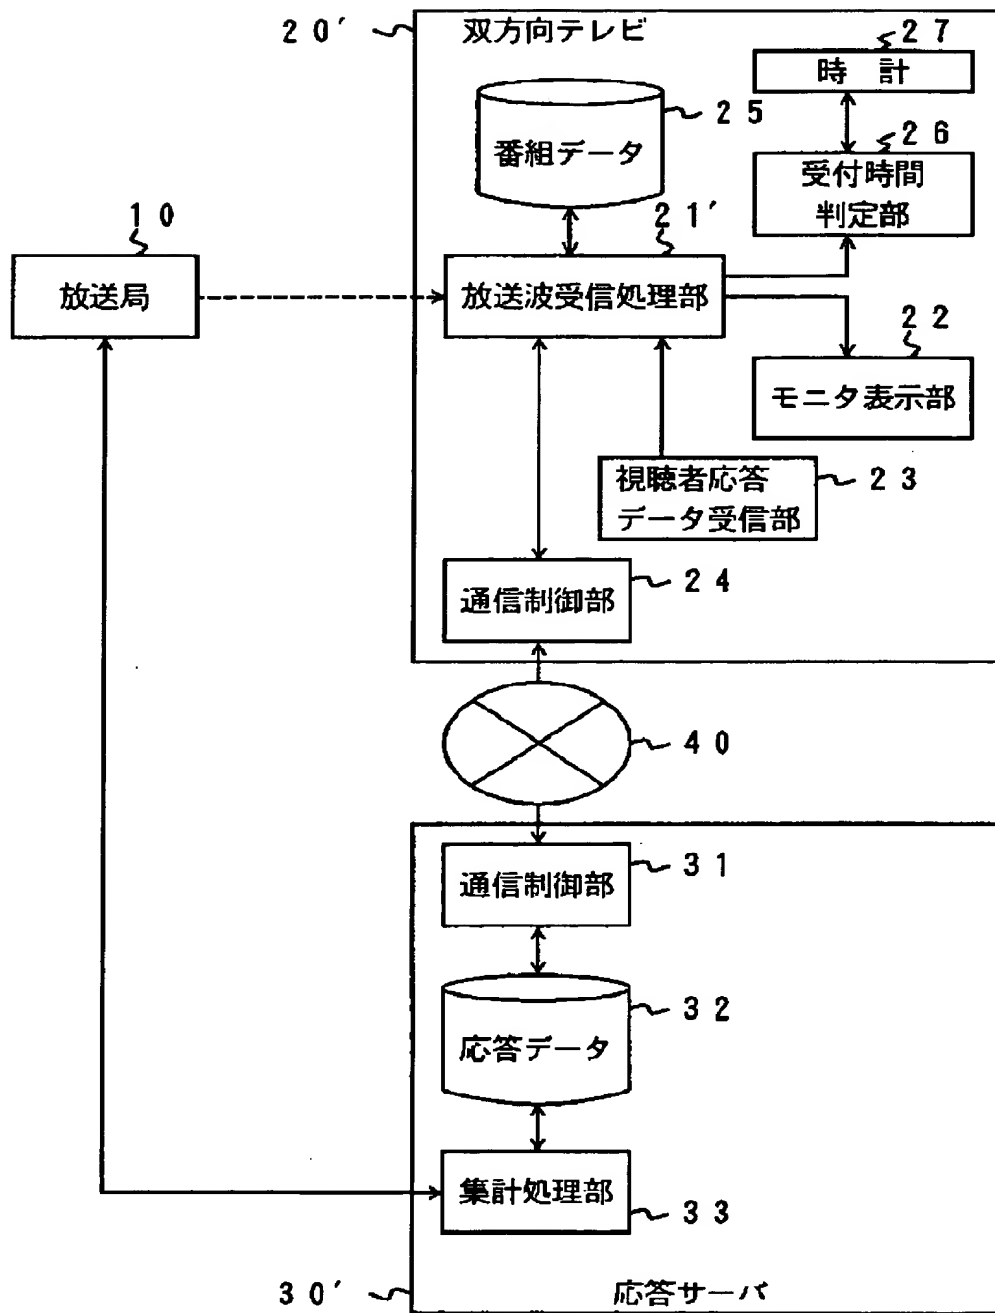 ２０′
双方向テレビ
２７
時　計
２５
番組データ
２６
受付時間
判定部
１０
放送局
２１′
放送波受信処理部
２２
モニタ表示部
視聴者応答
データ受信部
２３
通信制御部
２４
４０
通信制御部
３１
応答データ
３２
集計処理部
３３
３０′
応答サーバ